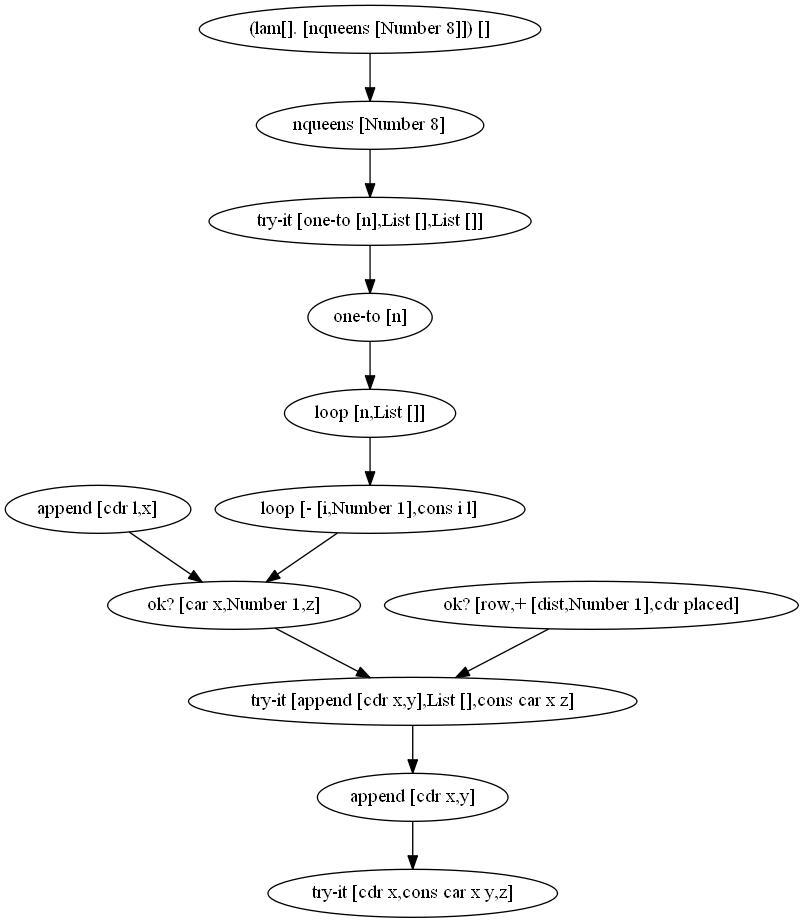 (lam[]. [nqueens [Number 8]]) []
nqueens [Number 8]
try-it [one-to [n],List [],List []]
one-to [n]
loop [n,List []]
append [cdr l,x]
loop [- [i,Number 1],cons i l]
ok? [car x,Number 1,z]
ok? [row,+ [dist,Number 1],cdr placed]
try-it [append [cdr x,y],List [],cons car x z]
append [cdr x,y]
try-it [cdr x,cons car x y,z]